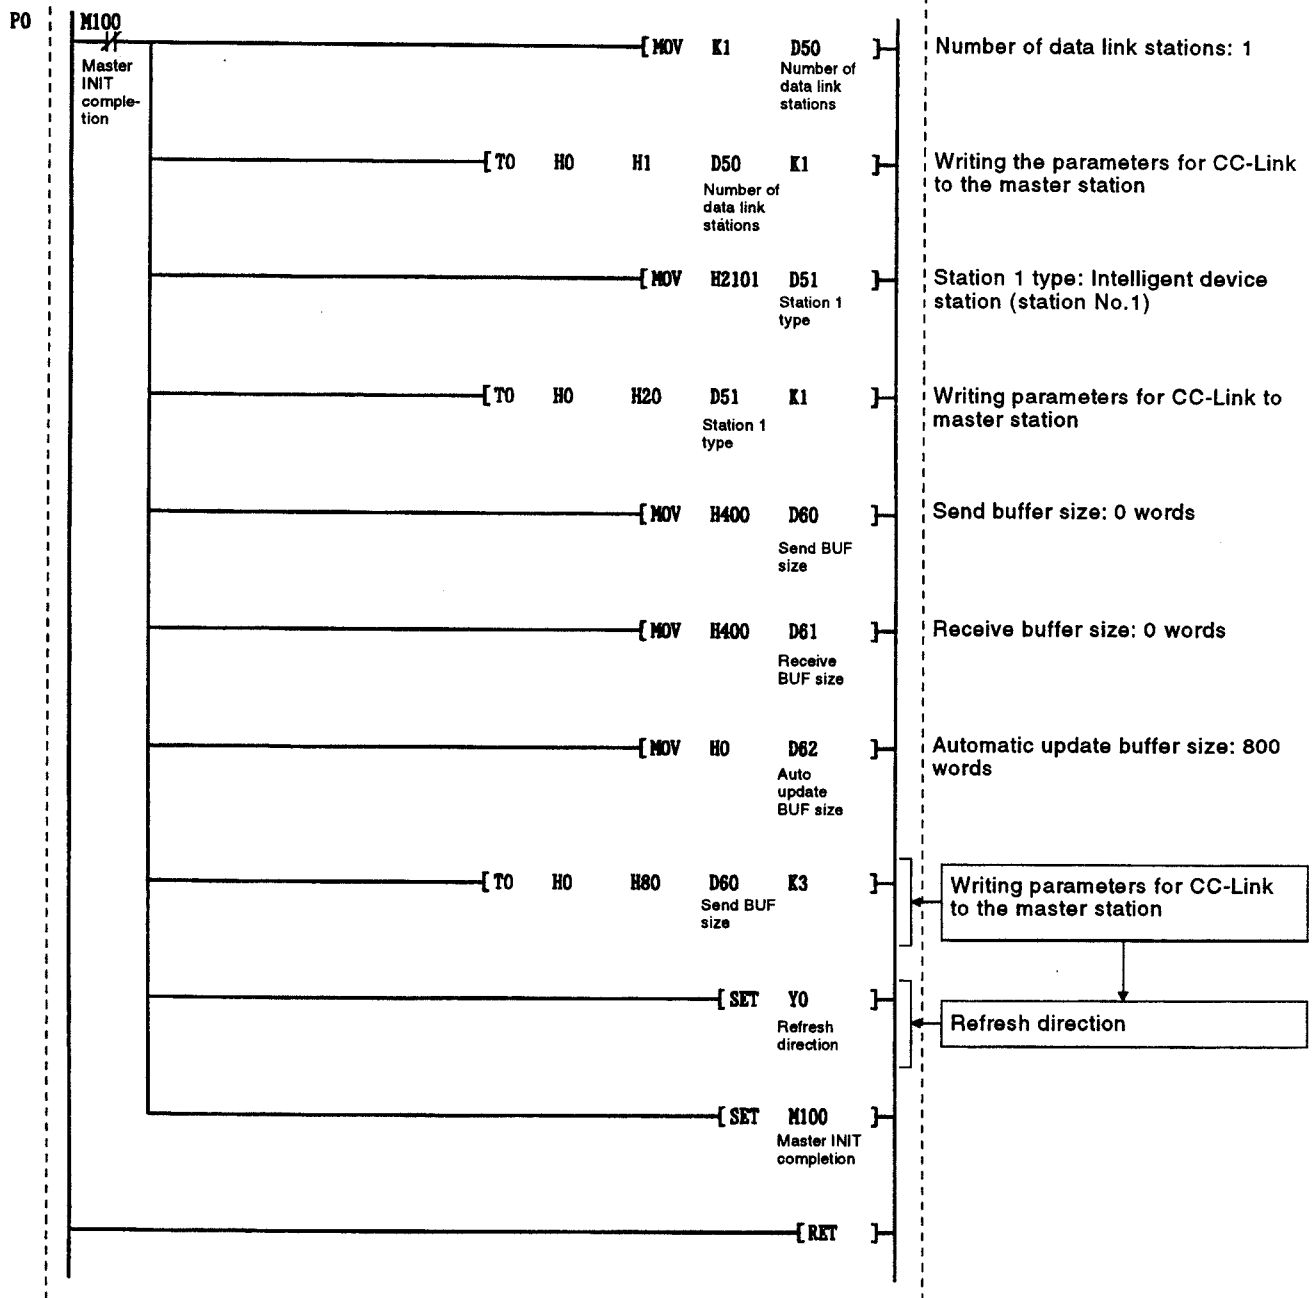 P0
M100
Master
INIT
comple-
tion
[ MOV K1 D50 ]
Number of
data link
stations
Number of data link stations: 1
[ TO H0 H1 D50 K1 ]
Number of
data link
stations
Writing the parameters for CC-Link
to the master station
[ MOV H2101 D51 ]
Station 1
type
Station 1 type: Intelligent device
station (station No.1)
[ TO H0 H20 D51 K1 ]
Station 1
type
Writing parameters for CC-Link to
master station
[ MOV H400 D60 ]
Send BUF
size
Send buffer size: 0 words
[ MOV H400 D61 ]
Receive
BUF size
Receive buffer size: 0 words
[ MOV H0 D62 ]
Auto
update
BUF size
Automatic update buffer size: 800
words
[ TO H0 H80 D60 K3 ]
Send BUF
size
Writing parameters for CC-Link
to the master station
[ SET Y0 ]
Refresh
direction
Refresh direction
[ SET M100 ]
Master INIT
completion
[ RET ]